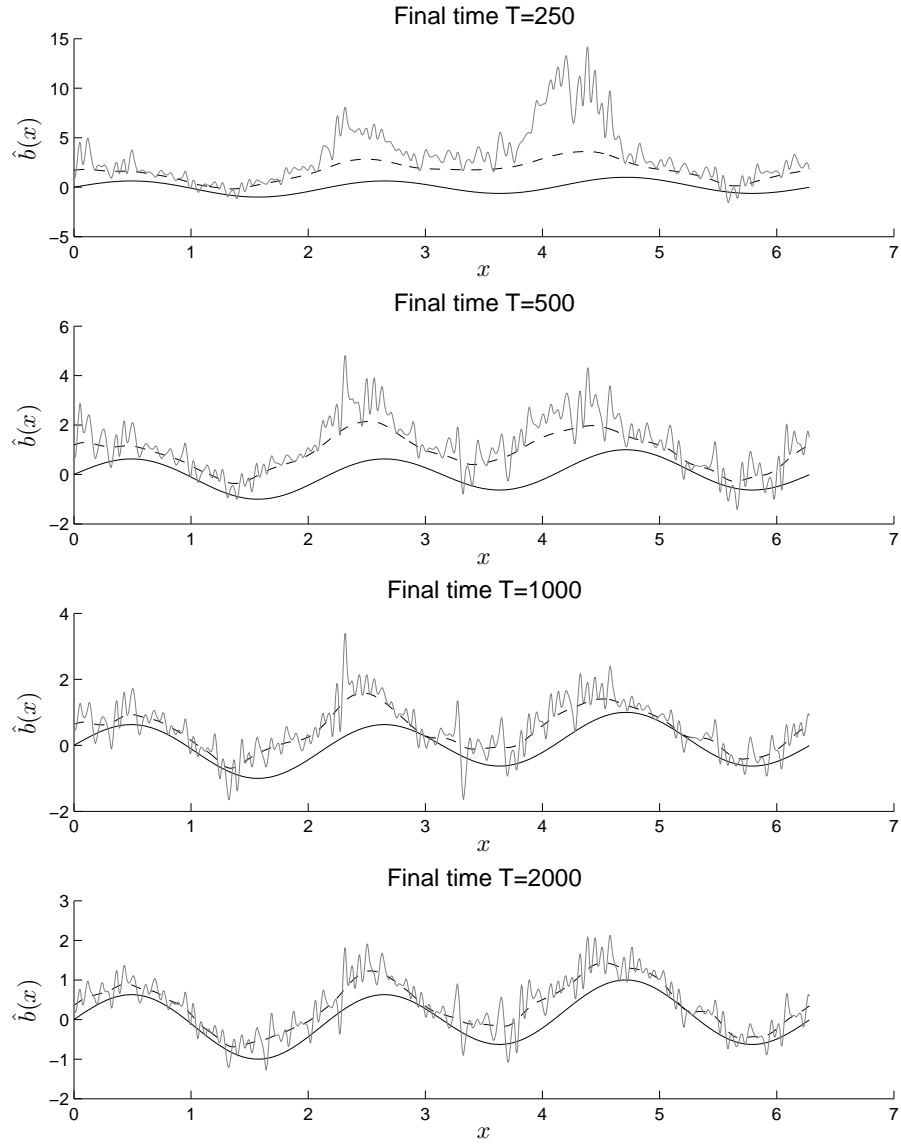 Final time T=250
15
10
5
0
−5
b̂(x)
0 1 2 3 4 5 6 7
x
Final time T=500
6
4
2
0
−2
b̂(x)
0 1 2 3 4 5 6 7
x
Final time T=1000
4
2
0
−2
b̂(x)
0 1 2 3 4 5 6 7
x
Final time T=2000
3
2
1
0
−1
−2
b̂(x)
0 1 2 3 4 5 6 7
x